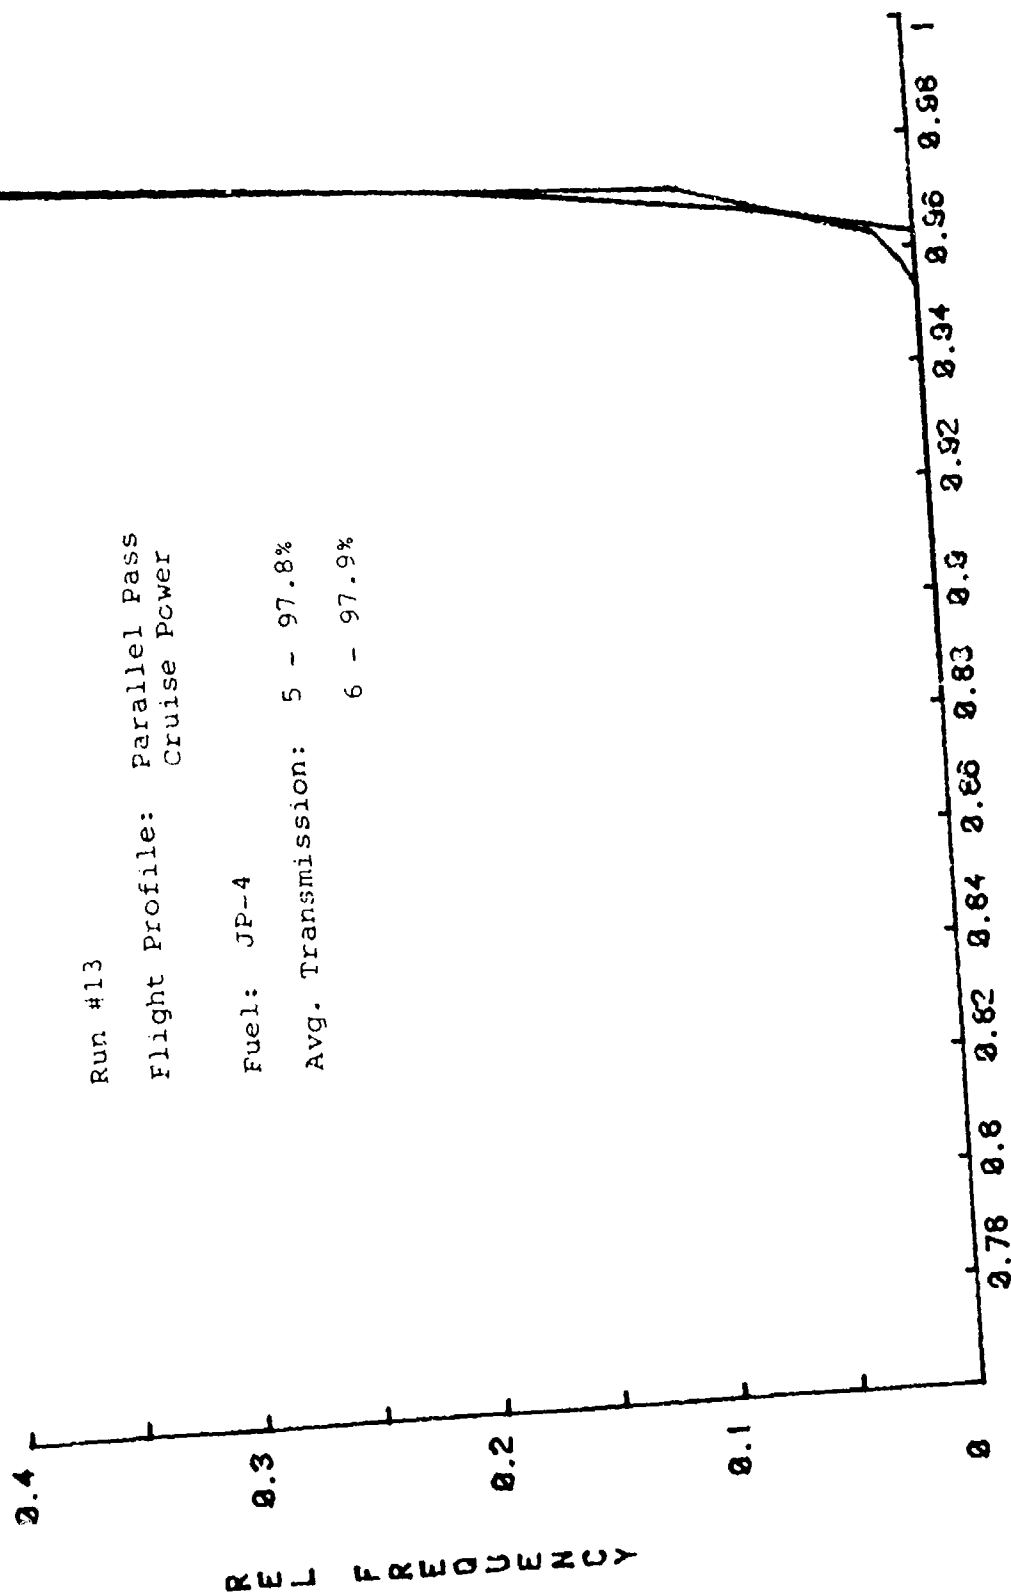 Run #13
Flight Profile: Parallel Pass
Cruise Power
Fuel: JP-4
Avg. Transmission: 5 - 97.8%
6 - 97.9%
REL FREQUENCY
0.4
0.3
0.2
0.1
0
0.78 0.8 0.82 0.84 0.86 0.88 0.9 0.92 0.94 0.96 0.98 1